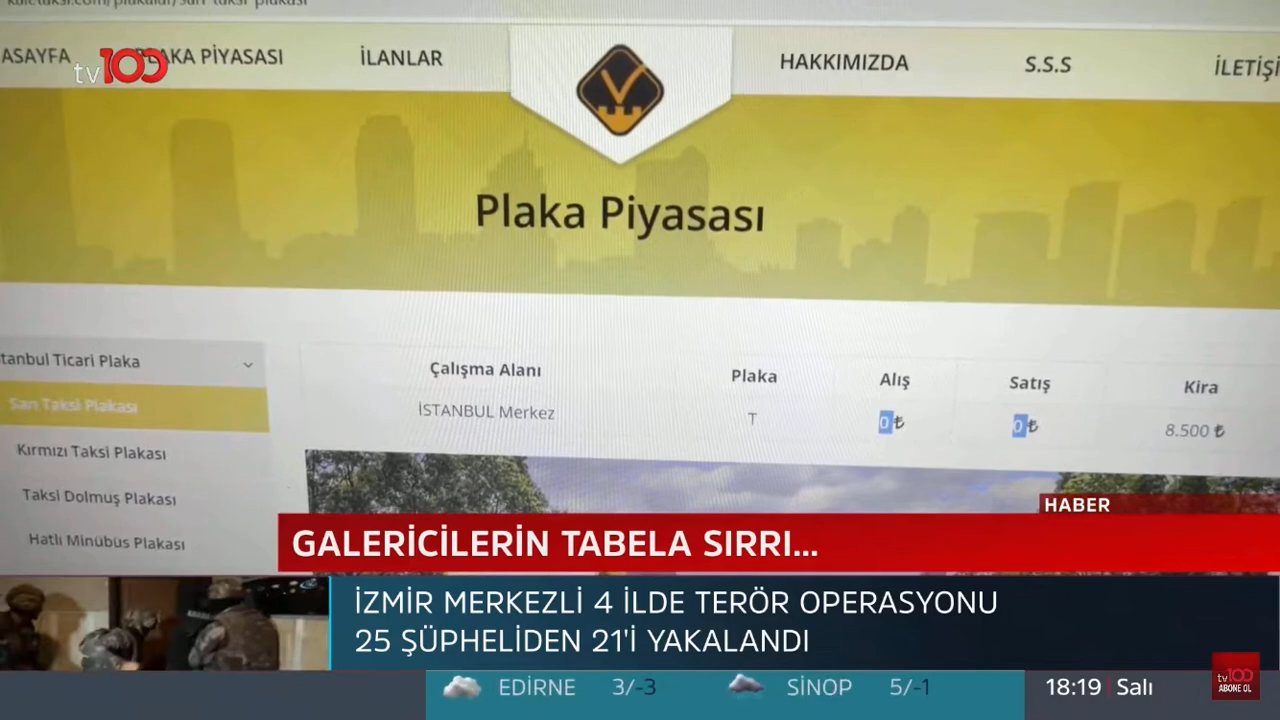 ASAYFA
PLAKA PİYASASI
İLANLAR
HAKKIMIZDA
S.S.S
İLETİŞİ
tv100
Plaka Piyasası
stanbul Ticari Plaka
Sarı Taksi Plakası
Kırmızı Taksi Plakası
Taksi Dolmuş Plakası
Hatlı Minübüs Plakası
Çalışma Alanı Plaka Alış Satış Kira
İSTANBUL Merkez T 0 ₺ 0 ₺ 8.500 ₺
HABER
GALERİCİLERİN TABELA SIRRI...
İZMİR MERKEZLİ 4 İLDE TERÖR OPERASYONU
25 ŞÜPHELİDEN 21'İ YAKALANDI
EDİRNE 3/-3 SİNOP 5/-1 18:19 Salı
tv100
ABONE OL